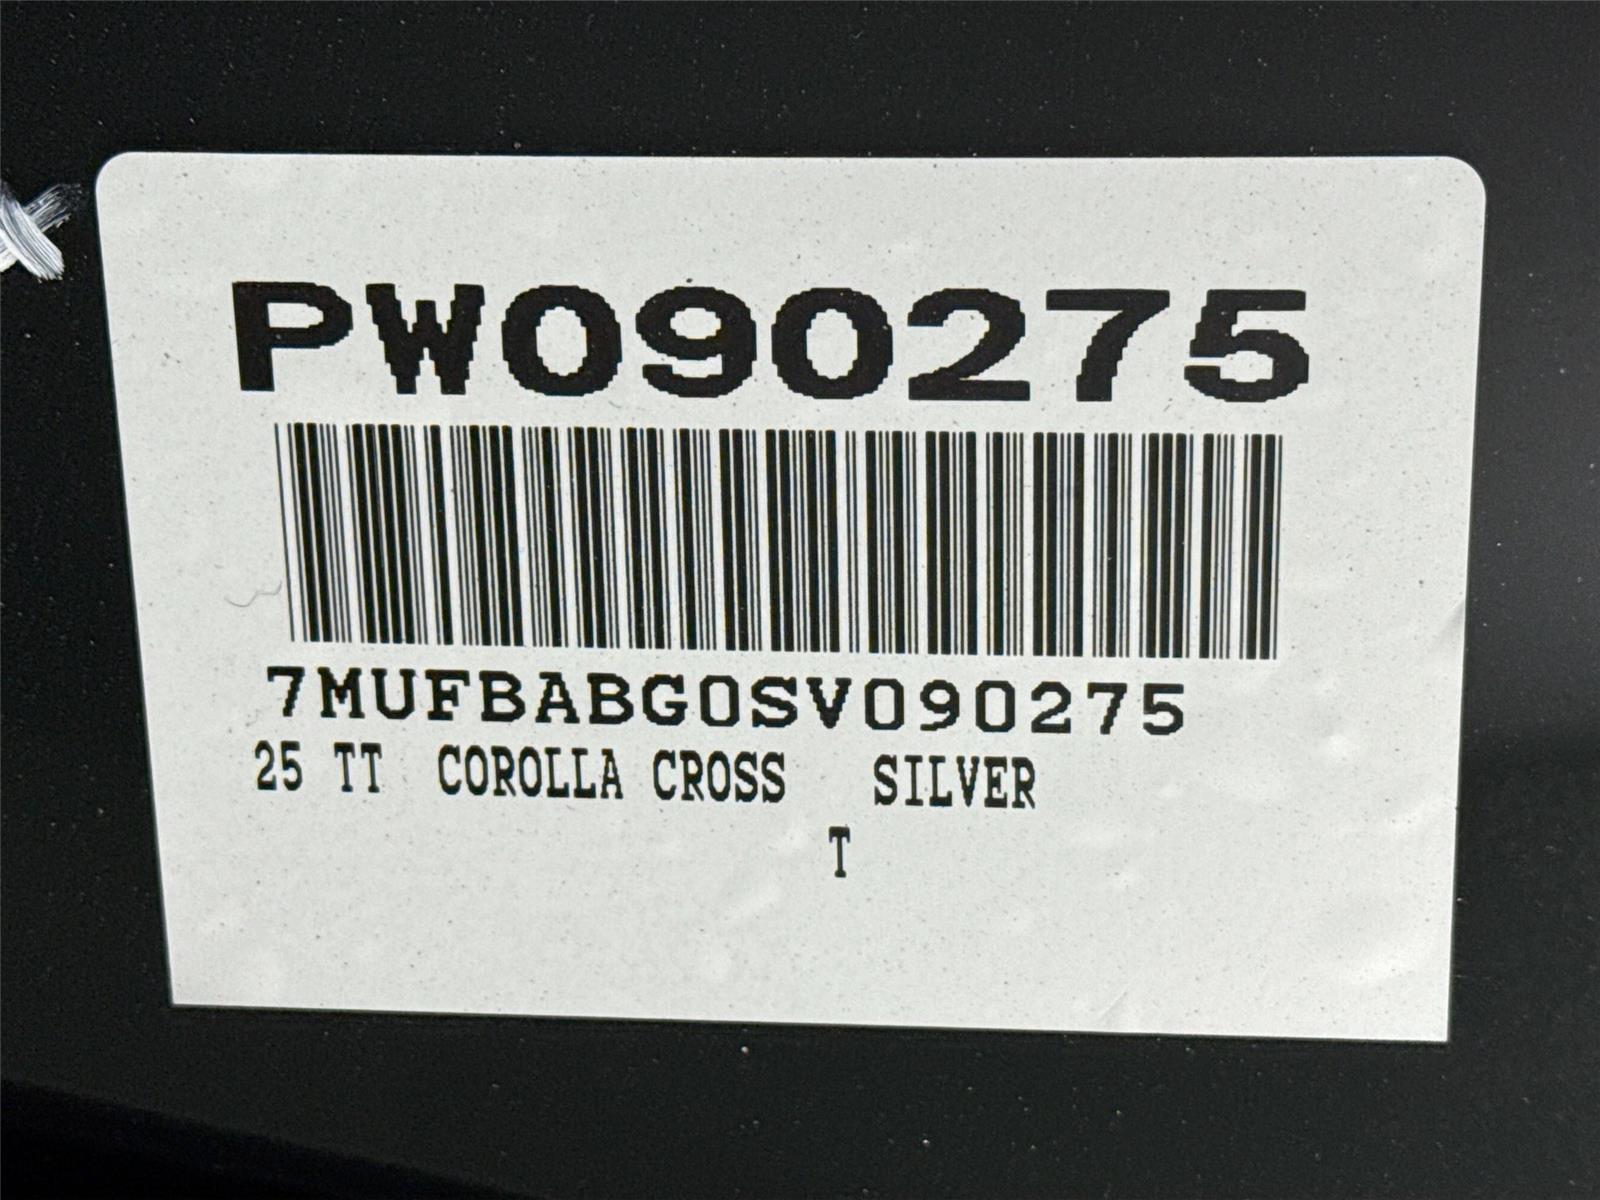 PW090275
7MUFBABG0SV090275
25 TT COROLLA CROSS SILVER
T